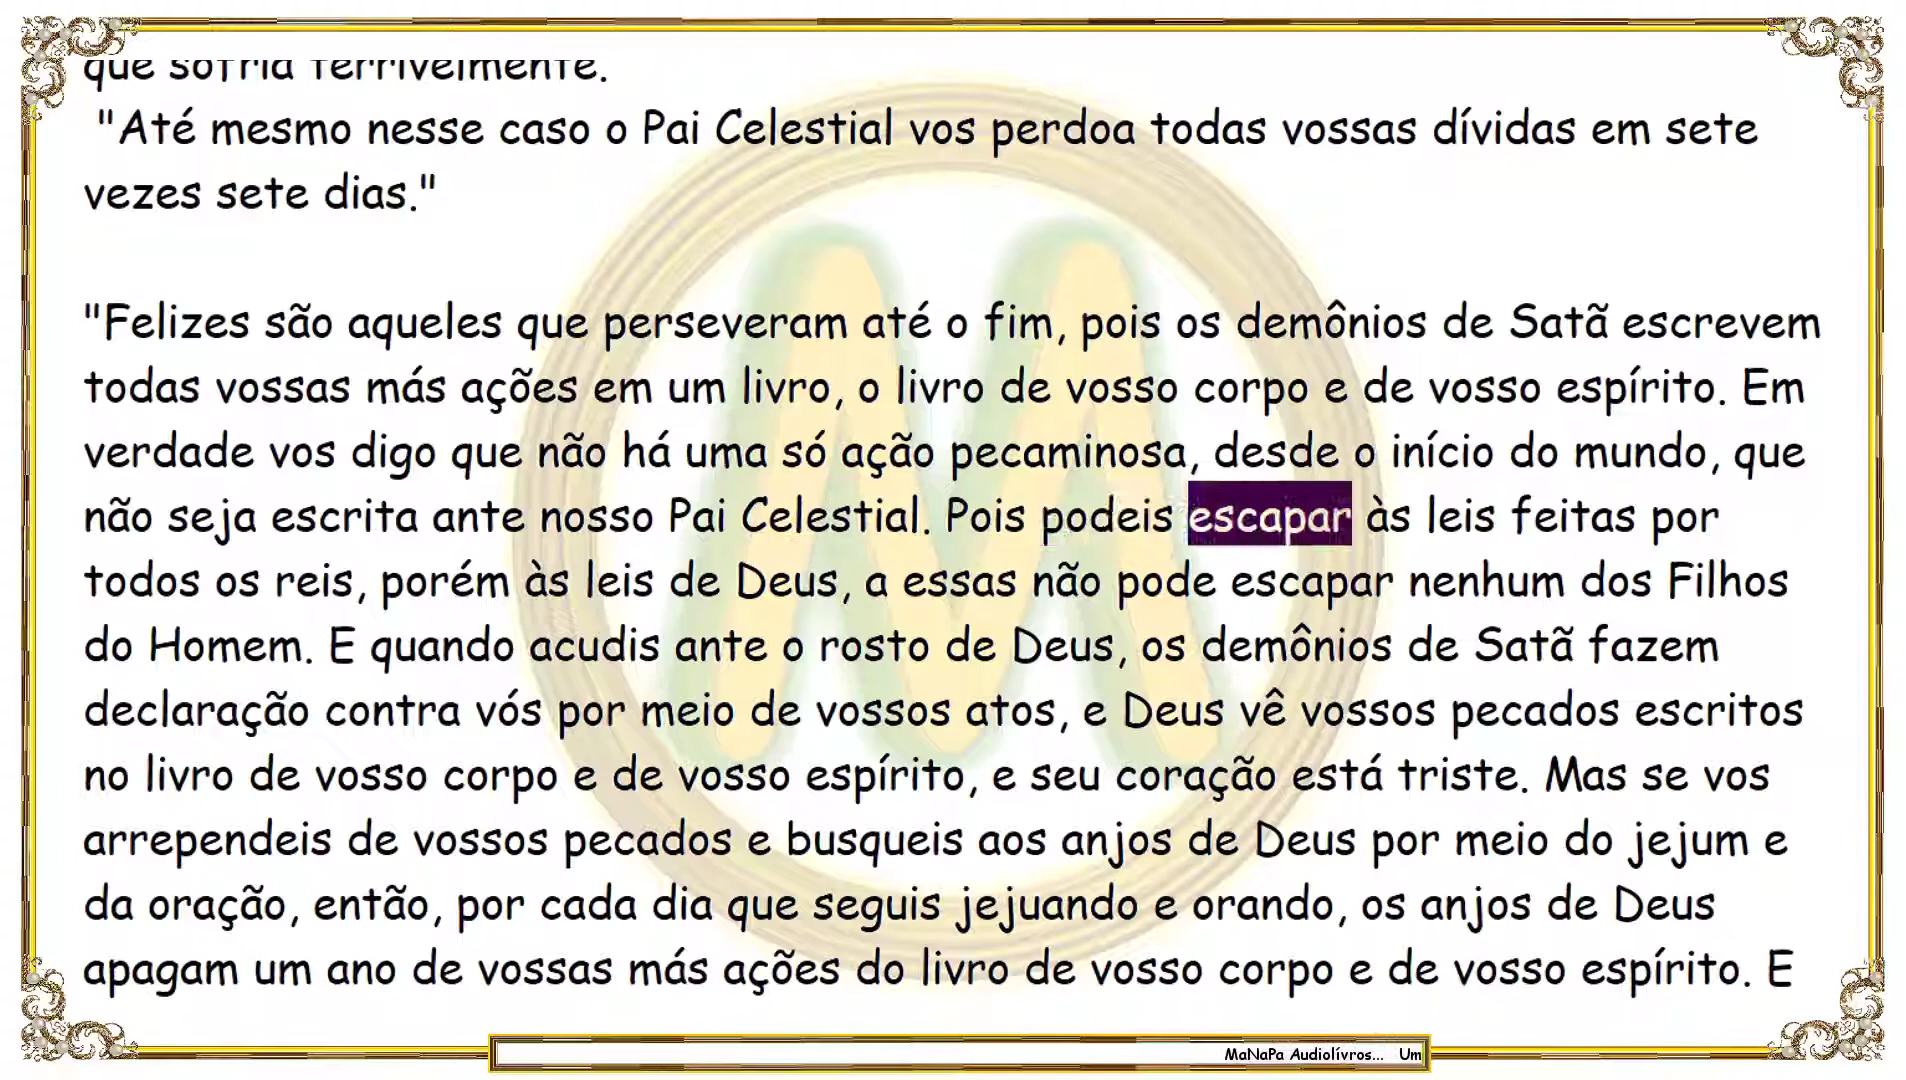 que sofria terrivelmente.
"Até mesmo nesse caso o Pai Celestial vos perdoa todas vossas dívidas em sete
vezes sete dias."
"Felizes são aqueles que perseveram até o fim, pois os demônios de Satã escrevem
todas vossas más ações em um livro, o livro de vosso corpo e de vosso espírito. Em
verdade vos digo que não há uma só ação pecaminosa, desde o início do mundo, que
não seja escrita ante nosso Pai Celestial. Pois podeis escapar às leis feitas por
todos os reis, porém às leis de Deus, a essas não pode escapar nenhum dos Filhos
do Homem. E quando acudis ante o rosto de Deus, os demônios de Satã fazem
declaração contra vós por meio de vossos atos, e Deus vê vossos pecados escritos
no livro de vosso corpo e de vosso espírito, e seu coração está triste. Mas se vos
arrependeis de vossos pecados e busqueis aos anjos de Deus por meio do jejum e
da oração, então, por cada dia que seguis jejuando e orando, os anjos de Deus
apagam um ano de vossas más ações do livro de vosso corpo e de vosso espírito. E
MaNaPa Audiolívros... Um